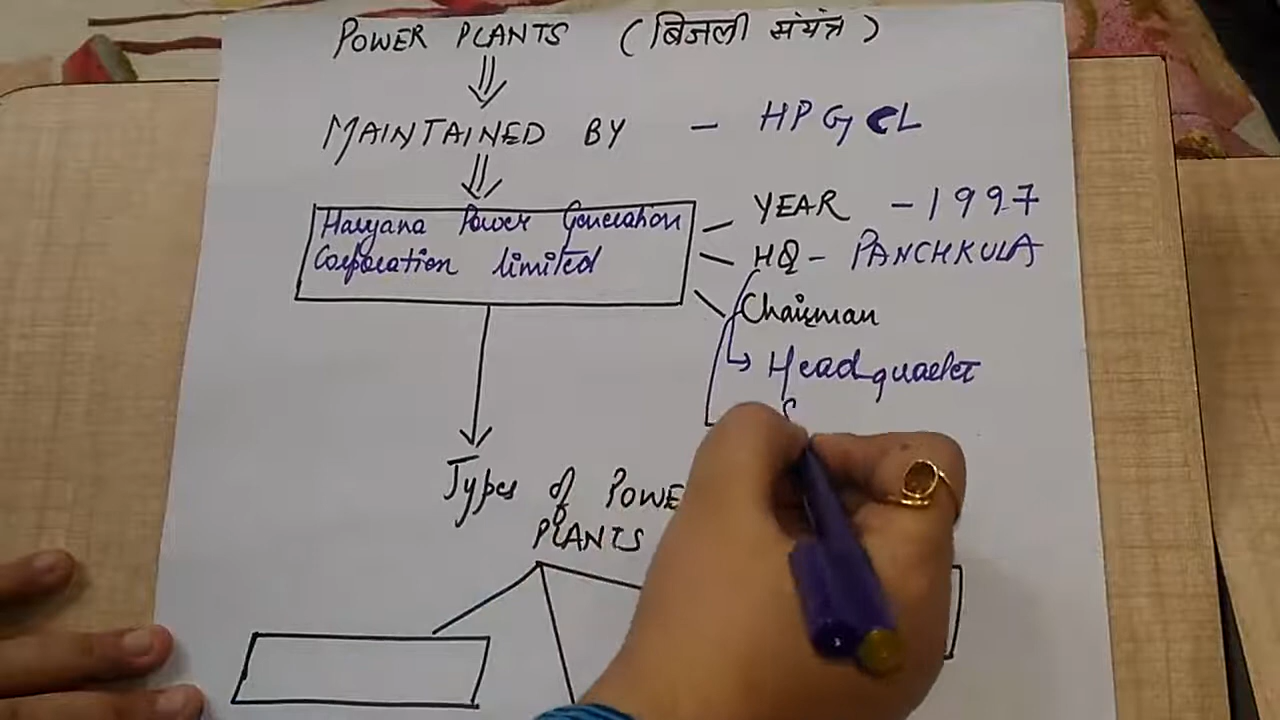 POWER PLANTS (बिजली संयंत्र)
MAINTAINED BY - HPGCL
Haryana Power Generation
Corporation limited
YEAR - 1997
HQ - PANCHKULA
Chairman
Headquarter
S
Types of POWE
PLANTS